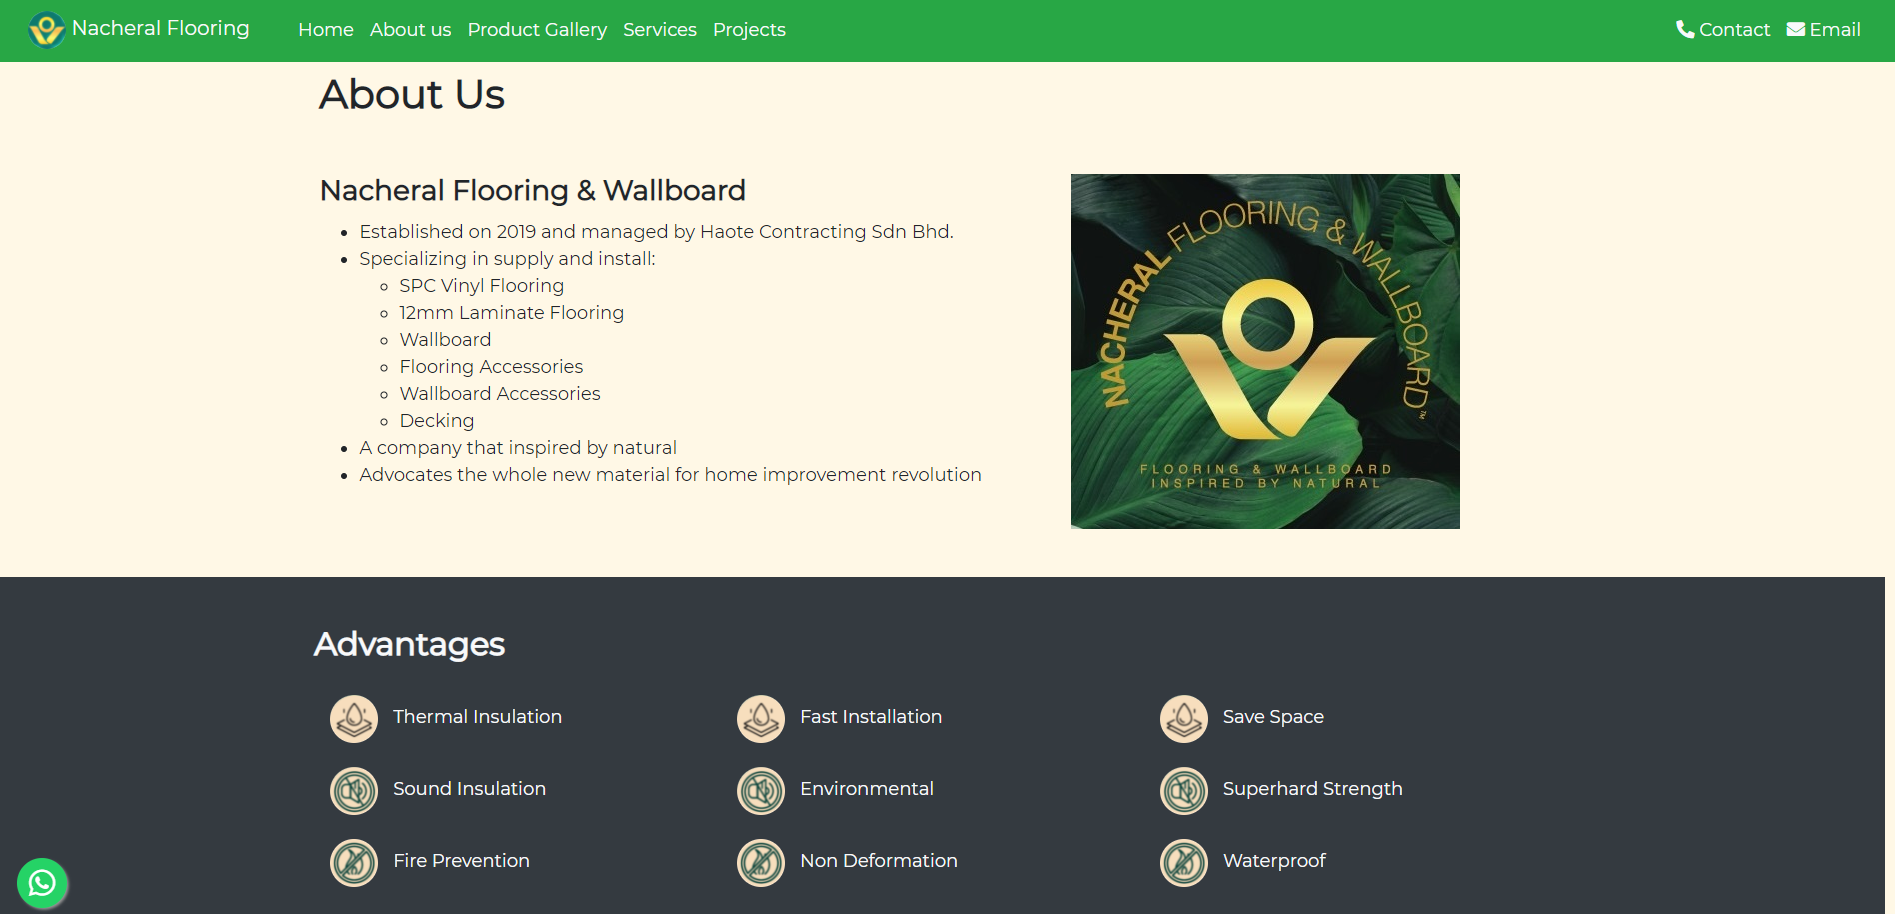 Nacheral Flooring
Home About us Product Gallery Services Projects
Contact Email
About Us
Nacheral Flooring & Wallboard
Established on 2019 and managed by Haote Contracting Sdn Bhd.
Specializing in supply and install:
SPC Vinyl Flooring
12mm Laminate Flooring
Wallboard
Flooring Accessories
Wallboard Accessories
Decking
A company that inspired by natural
Advocates the whole new material for home improvement revolution
NACHERAL FLOORING & WALLBOARD™
FLOORING & WALLBOARD
INSPIRED BY NATURAL
Advantages
Thermal Insulation
Fast Installation
Save Space
Sound Insulation
Environmental
Superhard Strength
Fire Prevention
Non Deformation
Waterproof